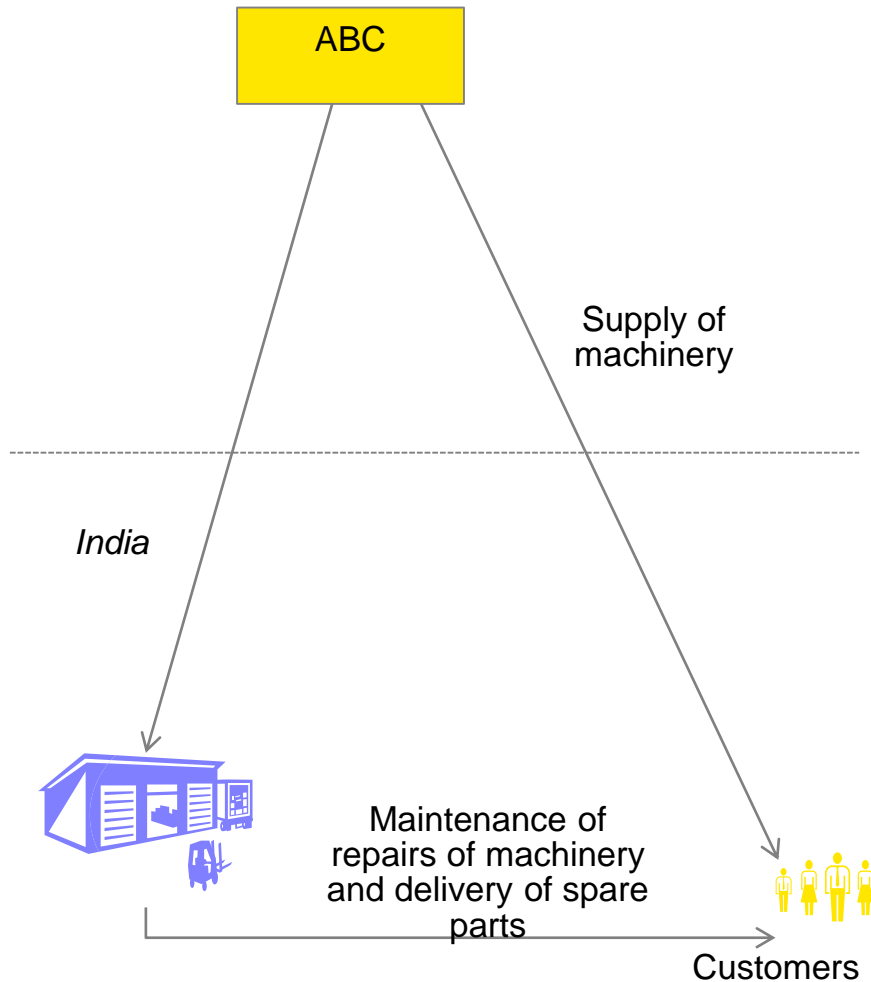 ABC
Supply of
machinery
India
Maintenance of
repairs of machinery
and delivery of spare
parts
Customers